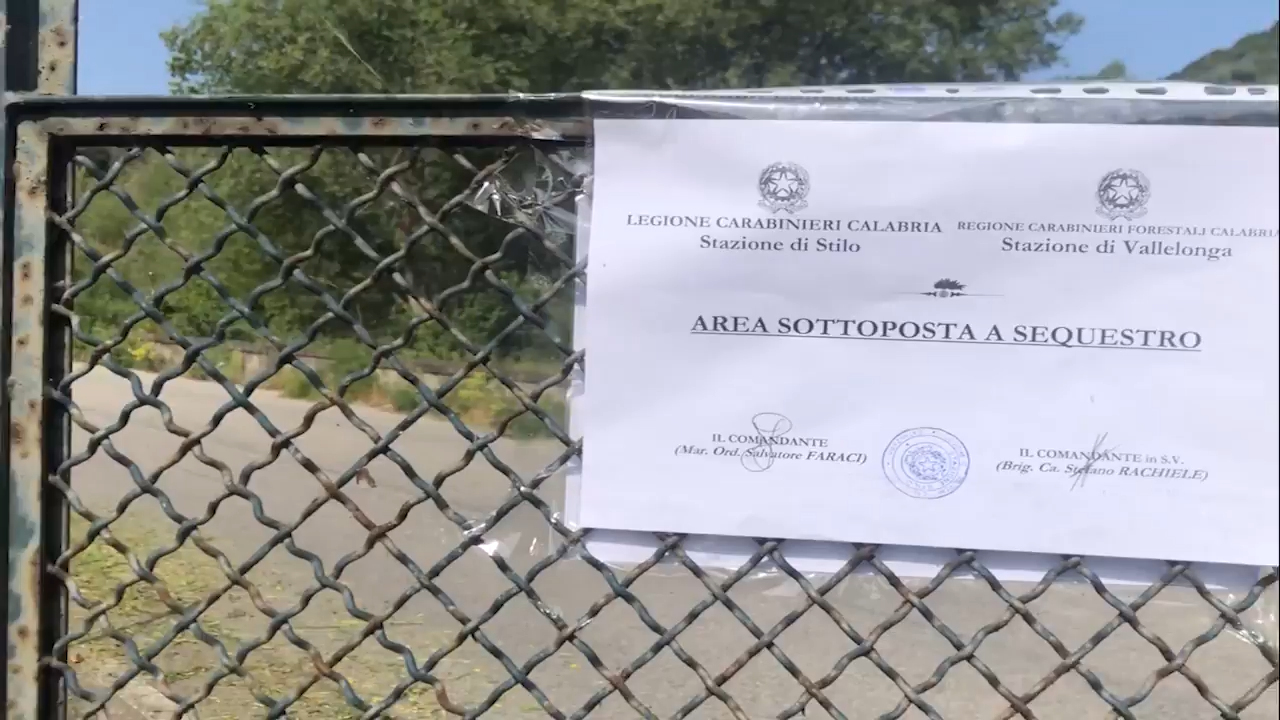 LEGIONE CARABINIERI CALABRIA
Stazione di Stilo
REGIONE CARABINIERI FORESTALI CALABRIA
Stazione di Vallelonga
AREA SOTTOPOSTA A SEQUESTRO
IL COMANDANTE
(Mar. Ord. Salvatore FARACI)
IL COMANDANTE in S.V.
(Brig. Ca. Stefano RACHIELE)